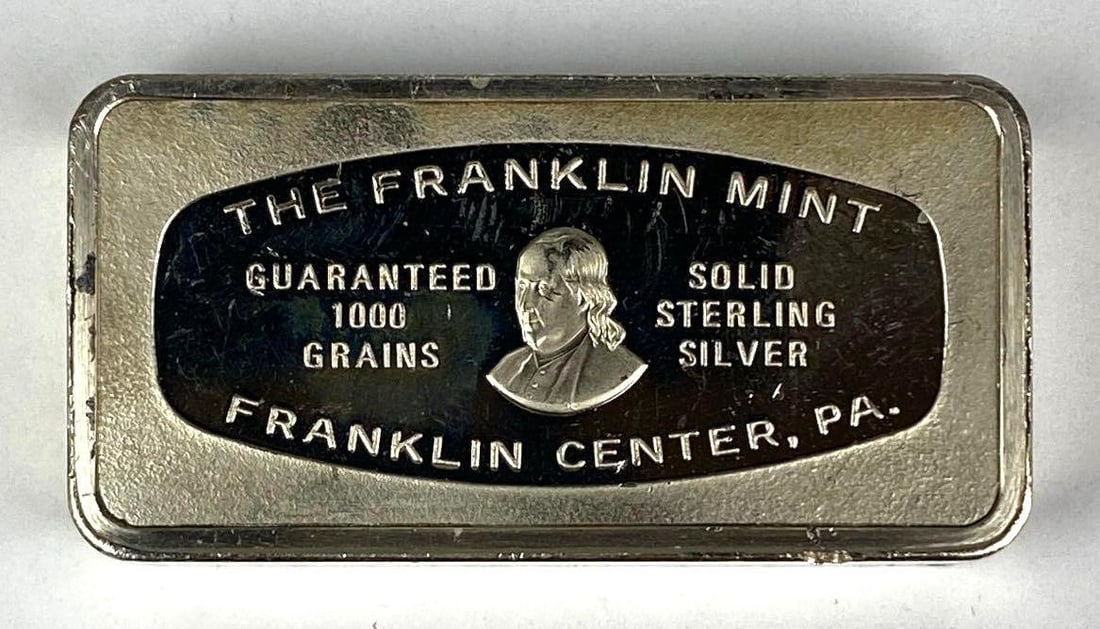 THE FRANKLIN MINT
GUARANTEED
1000
GRAINS
SOLID
STERLING
SILVER
FRANKLIN CENTER, PA.